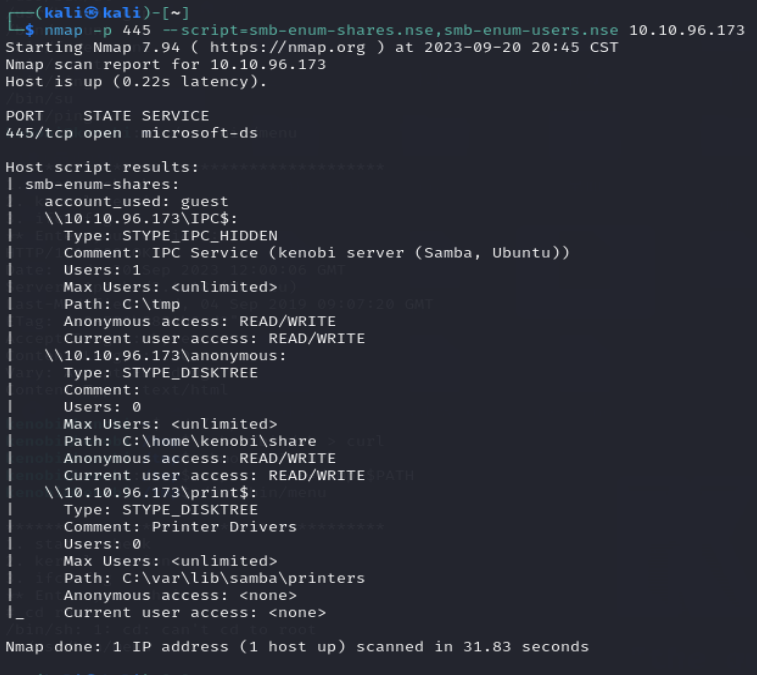 ┌──(kali㉿kali)-[~]
└─$ nmap -p 445 --script=smb-enum-shares.nse,smb-enum-users.nse 10.10.96.173
Starting Nmap 7.94 ( https://nmap.org ) at 2023-09-20 20:45 CST
Nmap scan report for 10.10.96.173
Host is up (0.22s latency).
PORT    STATE SERVICE
445/tcp open  microsoft-ds
Host script results:
| smb-enum-shares:
|   account_used: guest
|   \\10.10.96.173\IPC$:
|     Type: STYPE_IPC_HIDDEN
|     Comment: IPC Service (kenobi server (Samba, Ubuntu))
|     Users: 1
|     Max Users: <unlimited>
|     Path: C:\tmp
|     Anonymous access: READ/WRITE
|     Current user access: READ/WRITE
|   \\10.10.96.173\anonymous:
|     Type: STYPE_DISKTREE
|     Comment:
|     Users: 0
|     Max Users: <unlimited>
|     Path: C:\home\kenobi\share
|     Anonymous access: READ/WRITE
|     Current user access: READ/WRITE
|   \\10.10.96.173\print$:
|     Type: STYPE_DISKTREE
|     Comment: Printer Drivers
|     Users: 0
|     Max Users: <unlimited>
|     Path: C:\var\lib\samba\printers
|     Anonymous access: <none>
|_    Current user access: <none>
Nmap done: 1 IP address (1 host up) scanned in 31.83 seconds